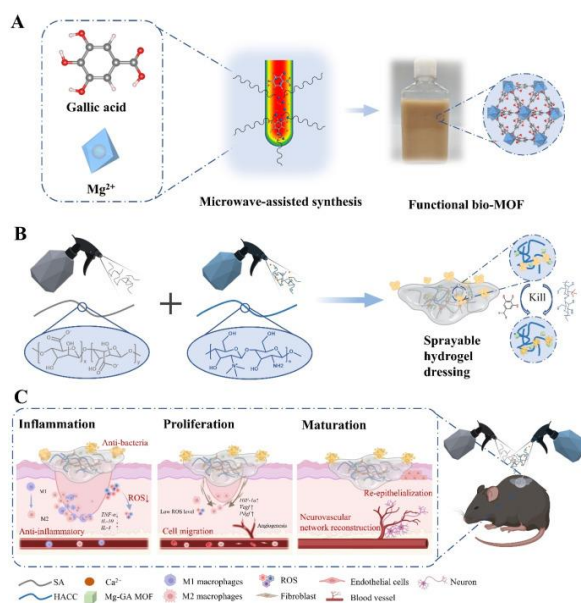 A
Gallic acid
Mg²⁺
Microwave-assisted synthesis
Functional bio-MOF
B
Kill
Sprayable
hydrogel
dressing
C
Inflammation
Proliferation
Maturation
Anti-bacteria
M1
M2
ROS↓
Anti-inflammatory
Low ROS level
Cell migration
Angiogenesis
Re-epithelialization
Neurovascular
network reconstruction
SA
Ca²⁺
M1 macrophages
ROS
Endothelial cells
Neuron
HACC
Mg-GA MOF
M2 macrophages
Fibroblast
Blood vessel